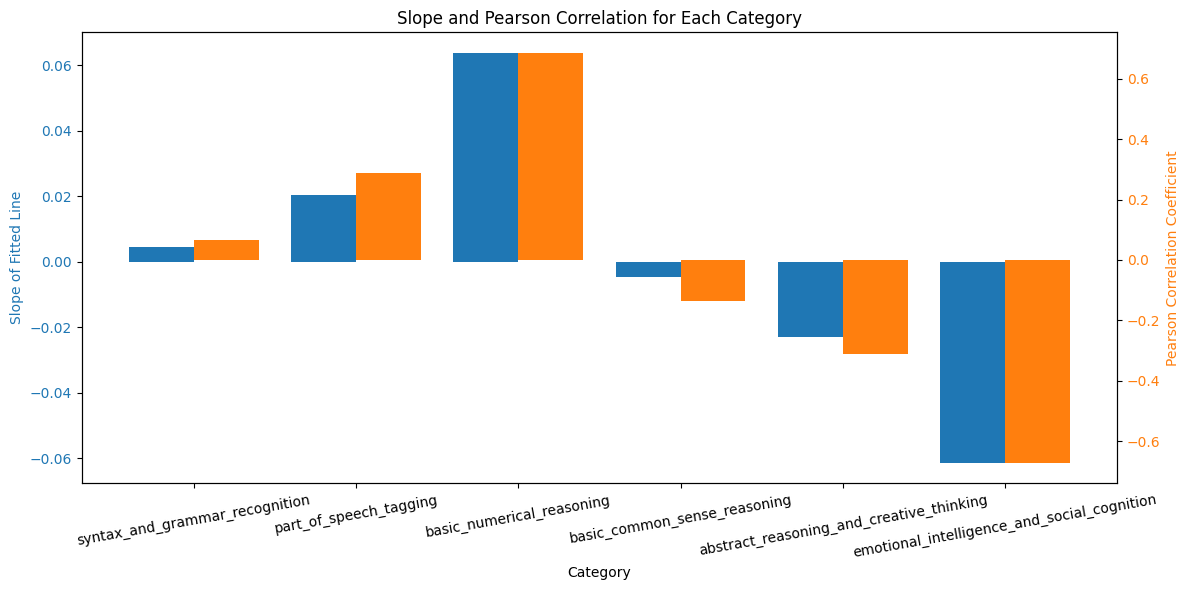 Slope and Pearson Correlation for Each Category
0.06
0.04
0.02
0.00
−0.02
−0.04
−0.06
Slope of Fitted Line
0.6
0.4
0.2
0.0
−0.2
−0.4
−0.6
Pearson Correlation Coefficient
syntax_and_grammar_recognition
part_of_speech_tagging
basic_numerical_reasoning
basic_common_sense_reasoning
abstract_reasoning_and_creative_thinking
emotional_intelligence_and_social_cognition
Category